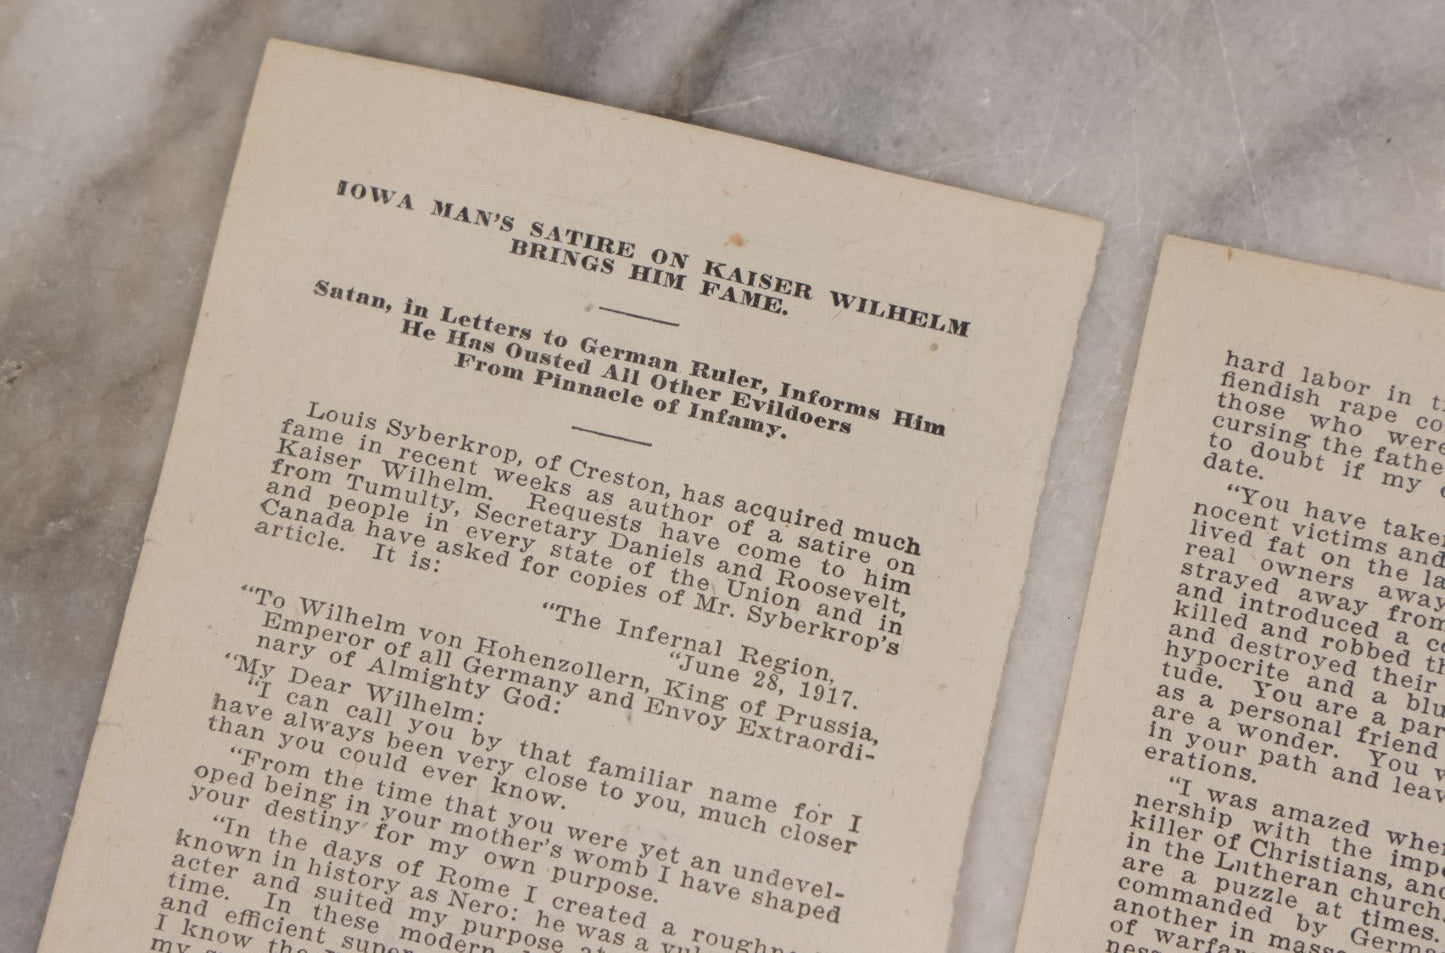 IOWA MAN'S SATIRE ON KAISER WILHELM
BRINGS HIM FAME.
Satan, in Letters to German Ruler, Informs Him
He Has Ousted All Other Evildoers
From Pinnacle of Infamy.
Louis Syberkrop, of Creston, has acquired much
fame in recent weeks as author of a satire on
Kaiser Wilhelm. Requests have come to him
from Tumulty, Secretary Daniels and Roosevelt,
and people in every state of the Union and in
Canada have asked for copies of Mr. Syberkrop's
article. It is:
"The Infernal Region,
"June 28, 1917.
"To Wilhelm von Hohenzollern, King of Prussia,
Emperor of all Germany and Envoy Extraordi-
nary of Almighty God:
"My Dear Wilhelm:
"I can call you by that familiar name for I
have always been very close to you, much closer
than you could ever know.
"From the time that you were yet an undevel-
oped being in your mother's womb I have shaped
your destiny for my own purpose.
"In the days of Rome I created a
known in history as Nero: he was a
acter and suited my purpose
time. In these modern
and efficient
I know the
my
hard labor in
fiendish rape
those who were
cursing the
to doubt if my
date.
"You have
nocent victims and
lived fat on the
real owners away
strayed away from
and introduced a
killed and robbed
and destroyed their
hypocrite and a
tude. You are a
as a personal friend
are a wonder. You
in your path and
erations.
"I was amazed
nership with the
killer of Christians,
in the Lutheran church.
are a puzzle at times.
commanded by
another in
of